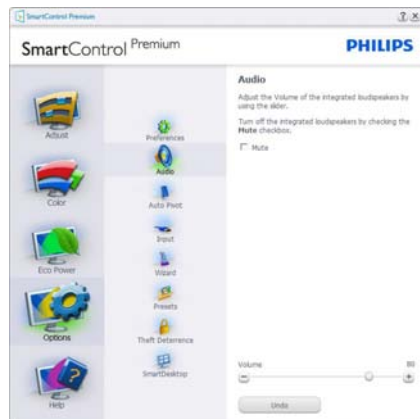 SmartControl Premium
SmartControl Premium
PHILIPS
Adjust
Color
Eco Power
Options
Help
Preferences
Audio
Auto Pivot
Input
Wizard
Presets
Theft Deterrence
SmartDesktop
Audio
Adjust the Volume of the integrated loudspeakers by
using the slider.
Turn off the integrated loudspeakers by checking the
Mute checkbox.
Mute
Volume 80
Undo